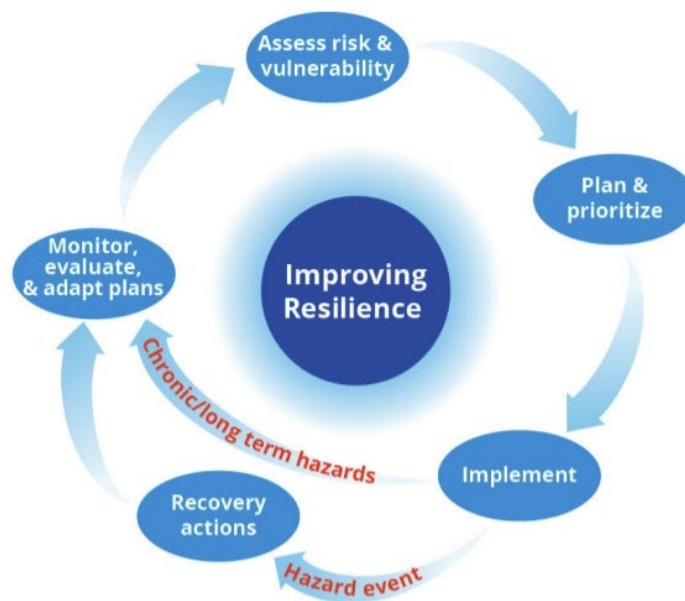 Assess risk &
vulnerability
Plan &
prioritize
Monitor,
evaluate,
& adapt plans
Improving
Resilience
Chronic/long term hazards
Implement
Recovery
actions
Hazard event